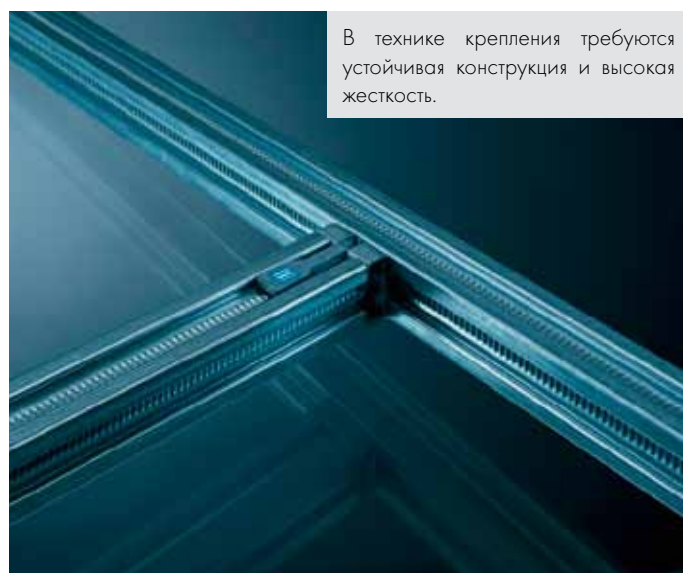 В технике крепления требуются
устойчивая конструкция и высокая
жесткость.